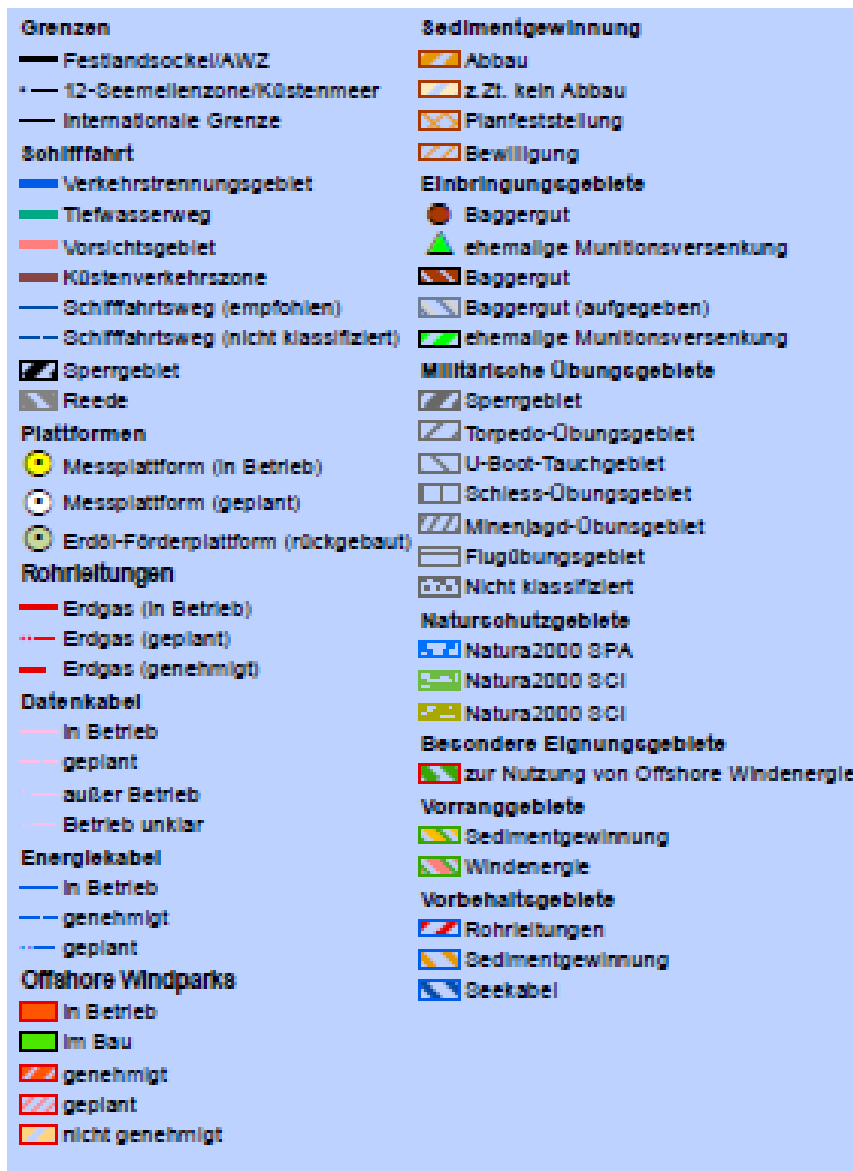 Grenzen
Festlandsockel/AWZ
12-Seemeilenzone/Küstenmeer
Internationale Grenze
Schifffahrt
Verkehrstrennungsgebiet
Tiefwasserweg
Vorsichtsgebiet
Küstenverkehrszone
Schifffahrtsweg (empfohlen)
Schifffahrtsweg (nicht klassifiziert)
Sperrgebiet
Reede
Plattformen
Messplattform (in Betrieb)
Messplattform (geplant)
Erdöl-Förderplattform (rückgebaut)
Rohrleitungen
Erdgas (in Betrieb)
Erdgas (geplant)
Erdgas (genehmigt)
Datenkabel
in Betrieb
geplant
außer Betrieb
Betrieb unklar
Energiekabel
in Betrieb
genehmigt
geplant
Offshore Windparks
in Betrieb
im Bau
genehmigt
geplant
nicht genehmigt
Sedimentgewinnung
Abbau
z.Zt. kein Abbau
Planfeststellung
Bewilligung
Einbringungsgebiete
Baggergut
ehemalige Munitionsversenkung
Baggergut
Baggergut (aufgegeben)
ehemalige Munitionsversenkung
Militärische Übungsgebiete
Sperrgebiet
Torpedo-Übungsgebiet
U-Boot-Tauchgebiet
Schiess-Übungsgebiet
Minenjagd-Übunsgebiet
Flugübungsgebiet
Nicht klassifiziert
Naturschutzgebiete
Natura2000 SPA
Natura2000 SCI
Natura2000 SCI
Besondere Eignungsgebiete
zur Nutzung von Offshore Windenergie
Vorranggebiete
Sedimentgewinnung
Windenergie
Vorbehaltsgebiete
Rohrleitungen
Sedimentgewinnung
Seekabel